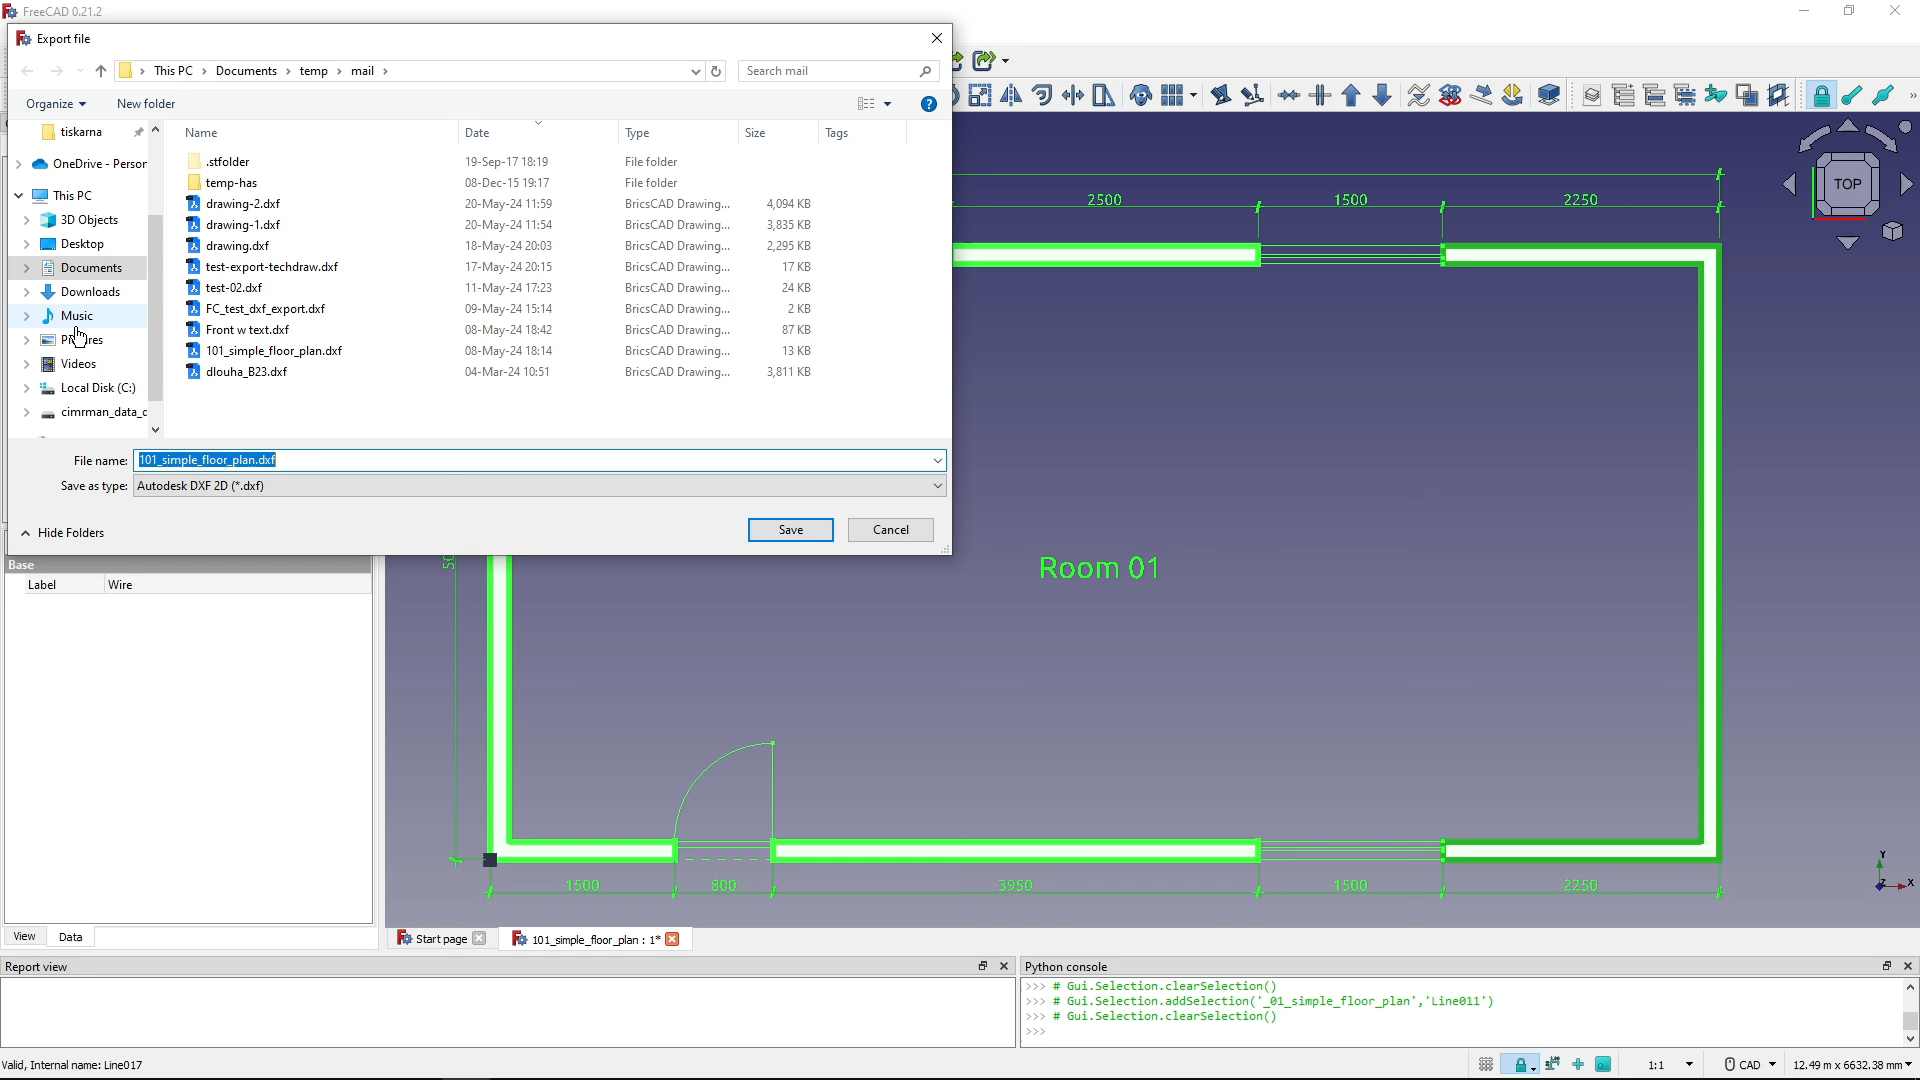 FreeCAD 0.21.2
Export file
This PC > Documents > temp > mail >
Search mail
Organize
New folder
Name Date Type Size Tags
tiskarna
OneDrive - Person
This PC
3D Objects
Desktop
Documents
Downloads
Music
Videos
Local Disk (C:)
cimrman_data_c
.stfolder 19-Sep-17 18:19 File folder
temp-has 08-Dec-15 19:17 File folder
drawing-2.dxf 20-May-24 11:59 BricsCAD Drawing... 4,094 KB
drawing-1.dxf 20-May-24 11:54 BricsCAD Drawing... 3,835 KB
drawing.dxf 18-May-24 20:03 BricsCAD Drawing... 2,295 KB
test-export-techdraw.dxf 17-May-24 20:15 BricsCAD Drawing... 17 KB
test-02.dxf 11-May-24 17:23 BricsCAD Drawing... 24 KB
FC_test_dxf_export.dxf 09-May-24 15:14 BricsCAD Drawing... 2 KB
Front w text.dxf 08-May-24 18:42 BricsCAD Drawing... 87 KB
101_simple_floor_plan.dxf 08-May-24 18:14 BricsCAD Drawing... 13 KB
dlouha_B23.dxf 04-Mar-24 10:51 BricsCAD Drawing... 3,811 KB
File name: 101_simple_floor_plan.dxf
Save as type: Autodesk DXF 2D (*.dxf)
Hide Folders
Save
Cancel
TOP
2500 1500 2250
Room 01
1500 800 3950 1500 2250
Y
Z X
Base
Label Wire
View Data
Start page
101_simple_floor_plan : 1*
Report view
Python console
>>> # Gui.Selection.clearSelection()
>>> # Gui.Selection.addSelection('_01_simple_floor_plan','Line011')
>>> # Gui.Selection.clearSelection()
>>>
Valid, Internal name: Line017
1:1
CAD
12.49 m x 6632.38 mm